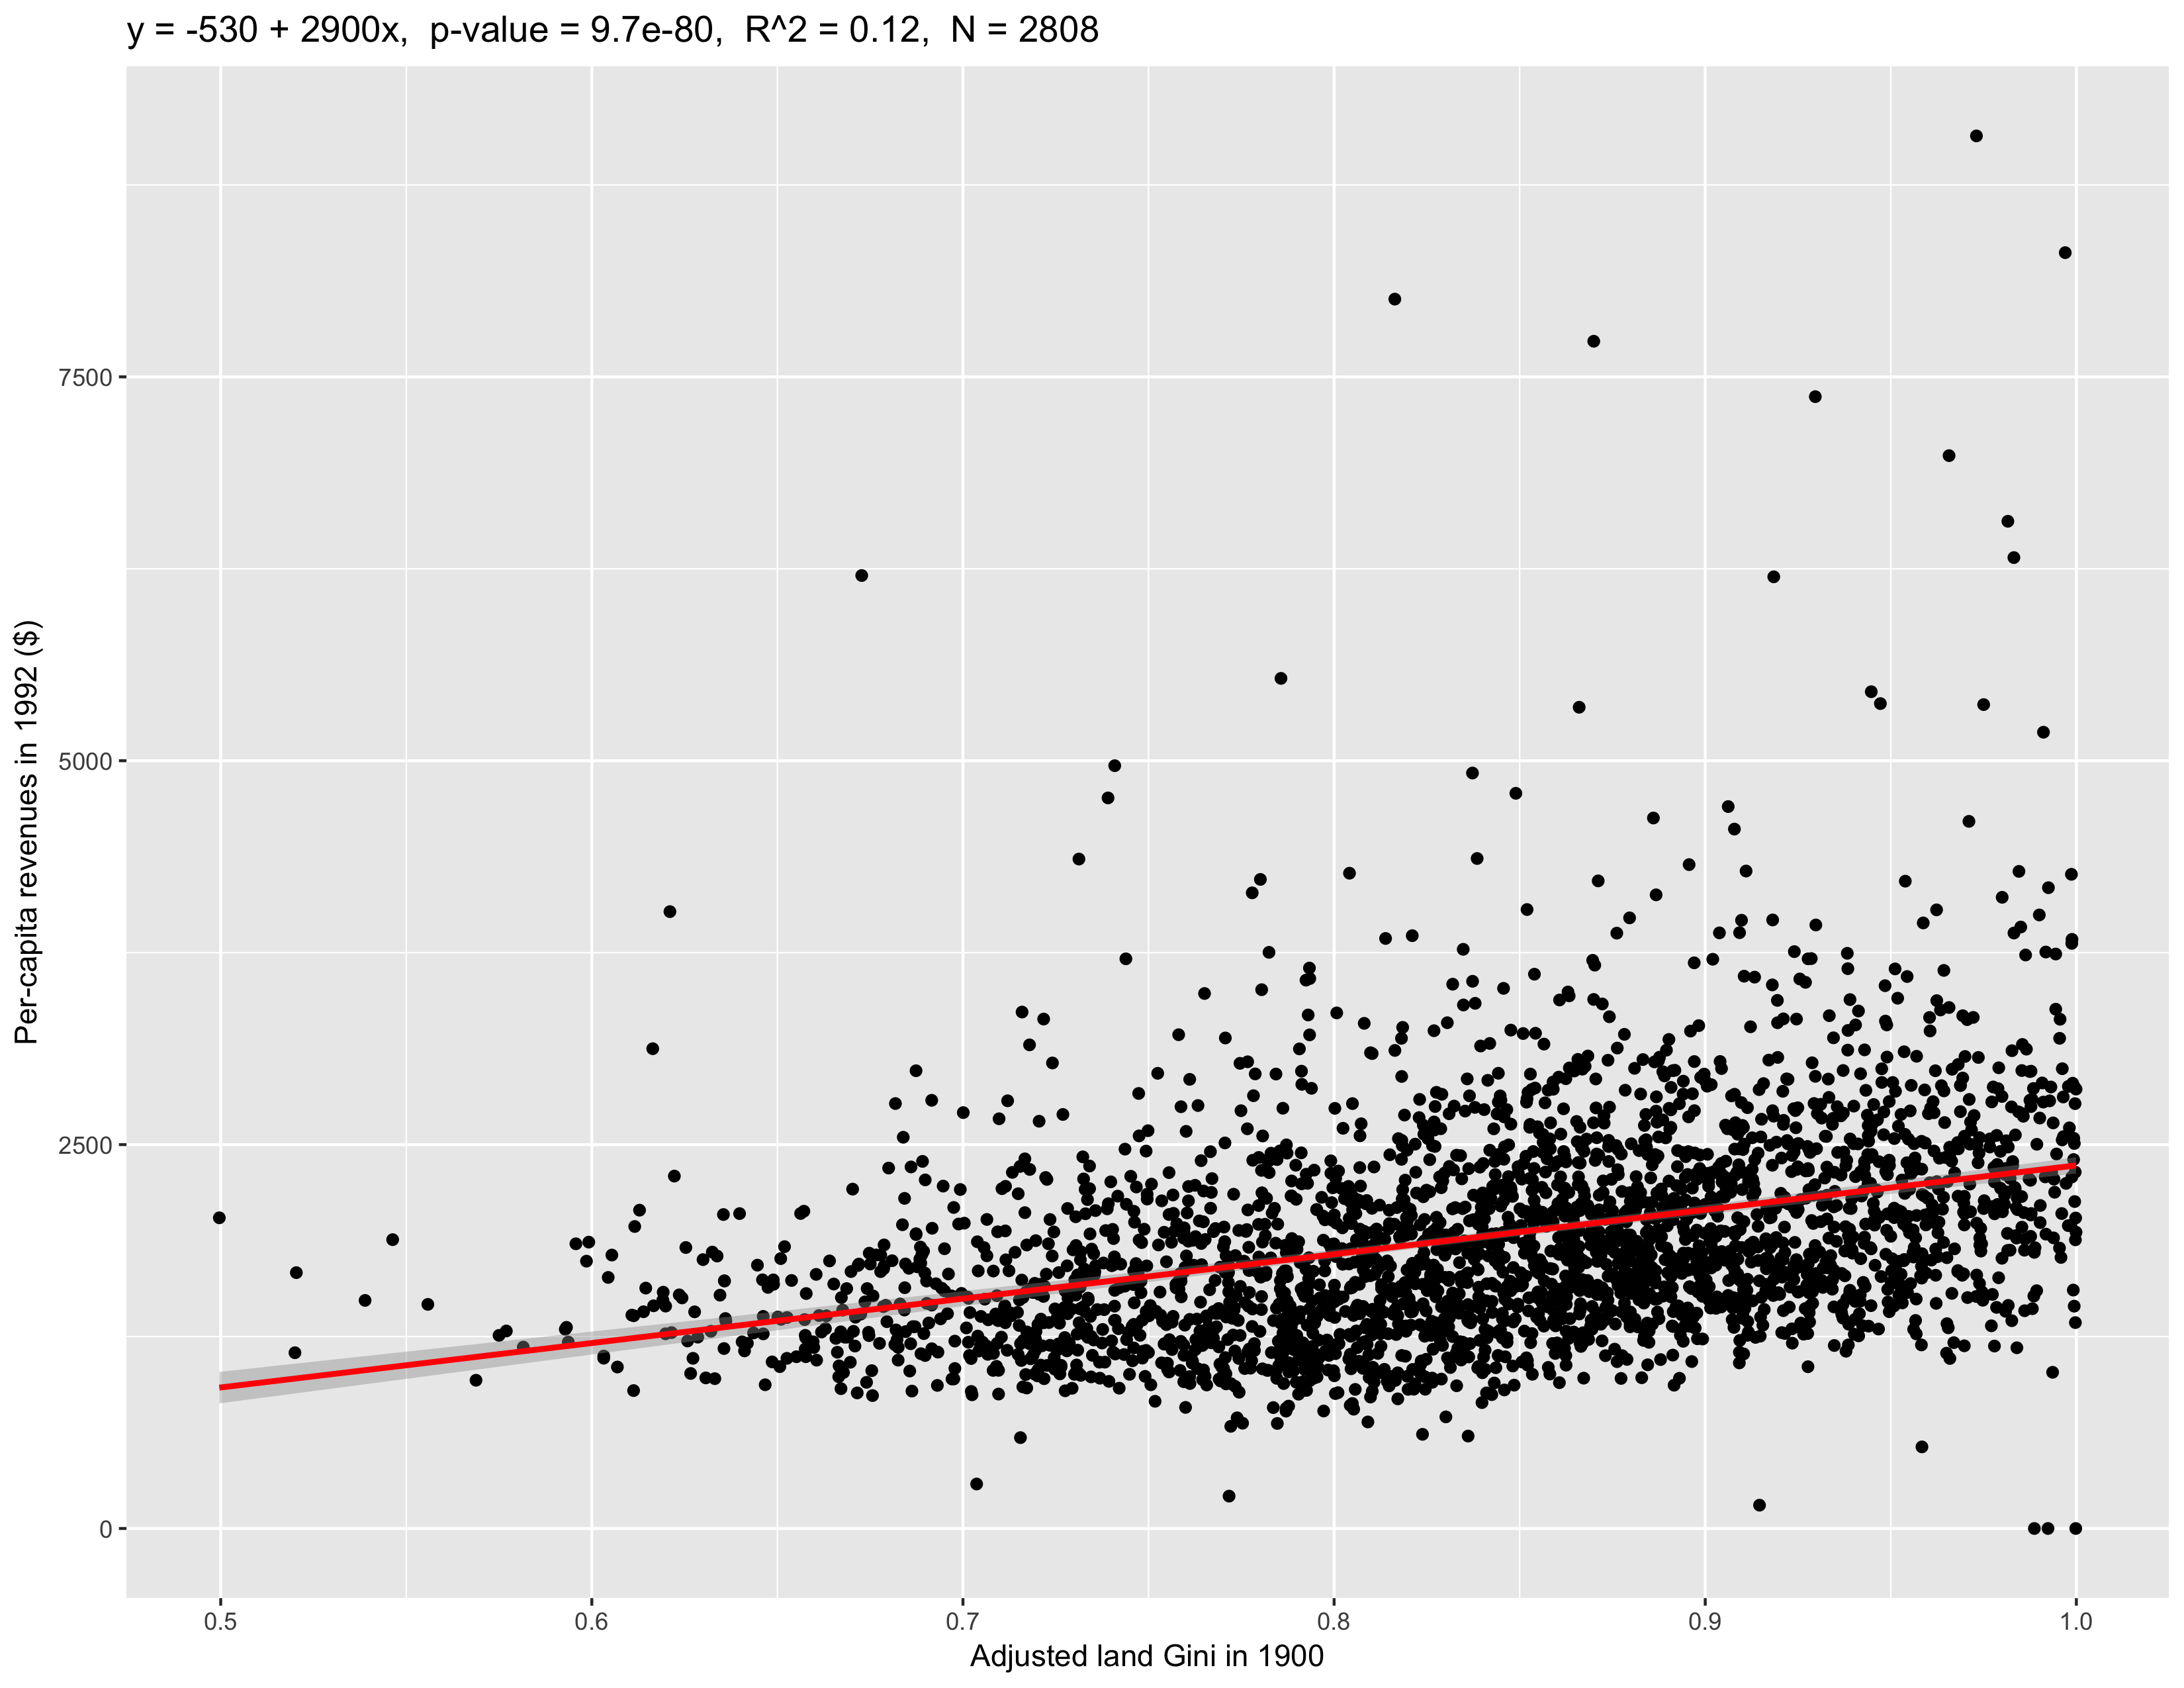 y = -530 + 2900x,  p-value = 9.7e-80,  R^2 = 0.12,  N = 2808
Per-capita revenues in 1992 ($)
7500
5000
2500
0
0.5 0.6 0.7 0.8 0.9 1.0
Adjusted land Gini in 1900